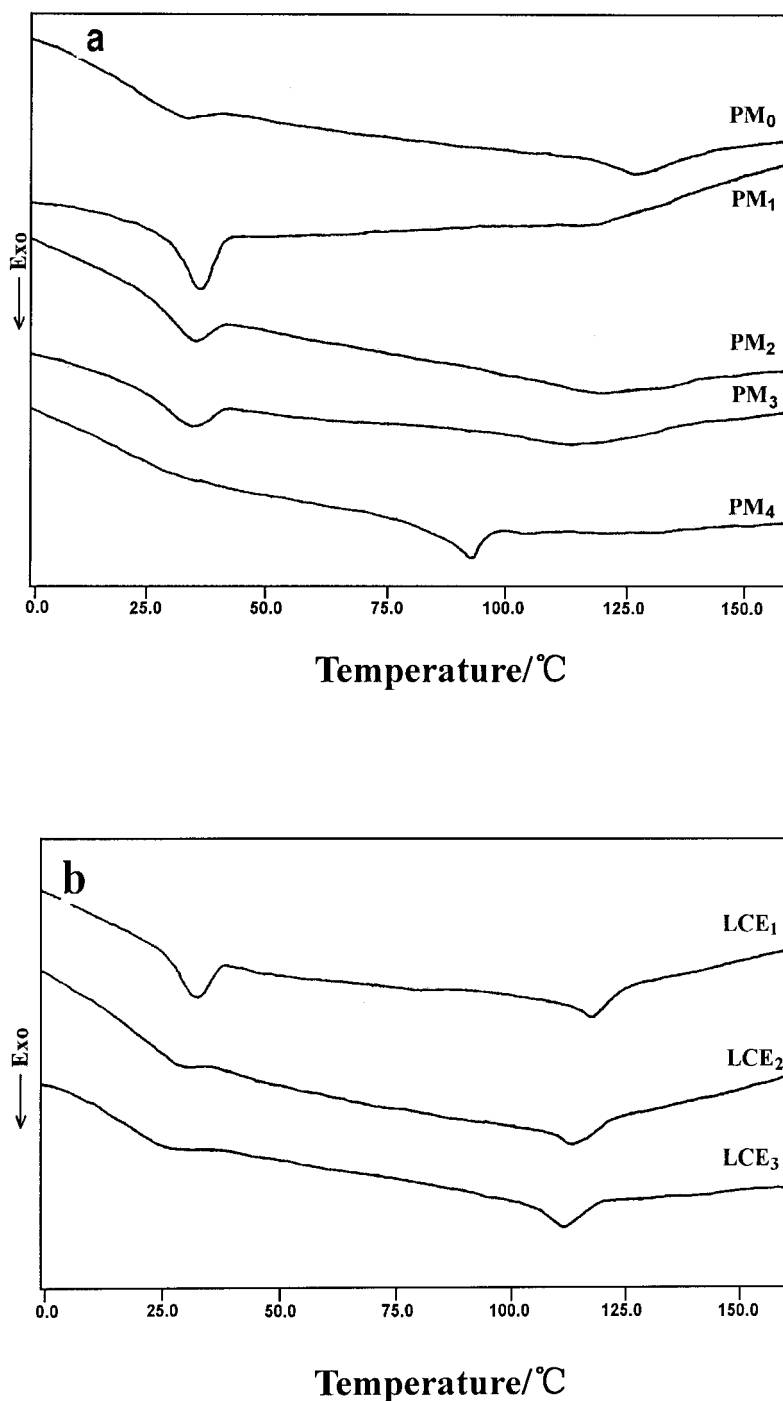 a
PM₀
PM₁
← Exo
PM₂
PM₃
PM₄
0.0 25.0 50.0 75.0 100.0 125.0 150.0
Temperature/℃
b
LCE₁
← Exo
LCE₂
LCE₃
0.0 25.0 50.0 75.0 100.0 125.0 150.0
Temperature/℃